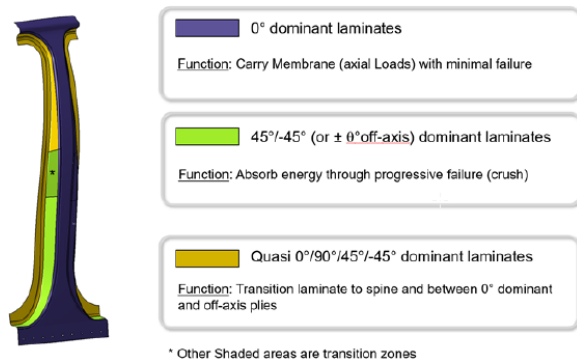 0° dominant laminates
Function: Carry Membrane (axial Loads) with minimal failure
45°/-45° (or ± θ°off-axis) dominant laminates
Function: Absorb energy through progressive failure (crush)
*
Quasi 0°/90°/45°/-45° dominant laminates
Function: Transition laminate to spine and between 0° dominant
and off-axis plies
* Other Shaded areas are transition zones